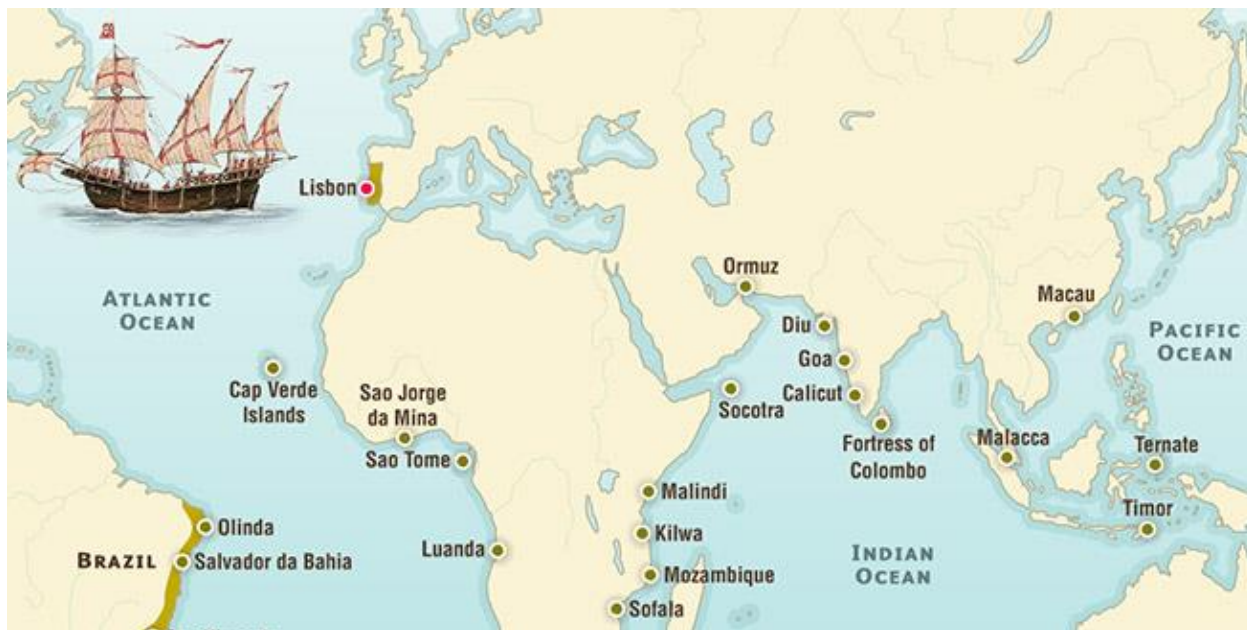 Lisbon
ATLANTIC
OCEAN
Cap Verde
Islands
Sao Jorge
da Mina
Sao Tome
Ormuz
Diu
Goa
Calicut
Socotra
Fortress of
Colombo
Macau
PACIFIC
OCEAN
Malacca
Ternate
Timor
Malindi
Kilwa
Mozambique
Sofala
Luanda
INDIAN
OCEAN
Olinda
BRAZIL
Salvador da Bahia